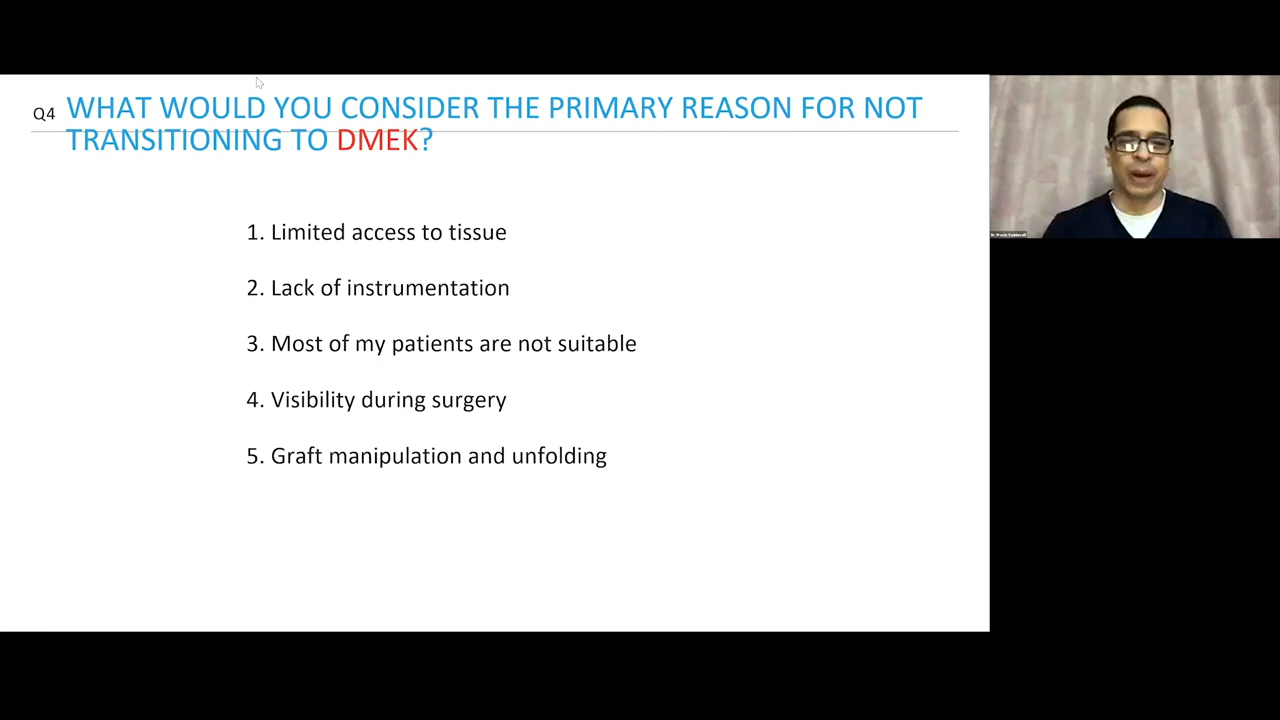 Q4 WHAT WOULD YOU CONSIDER THE PRIMARY REASON FOR NOT
TRANSITIONING TO DMEK?
1. Limited access to tissue
2. Lack of instrumentation
3. Most of my patients are not suitable
4. Visibility during surgery
5. Graft manipulation and unfolding